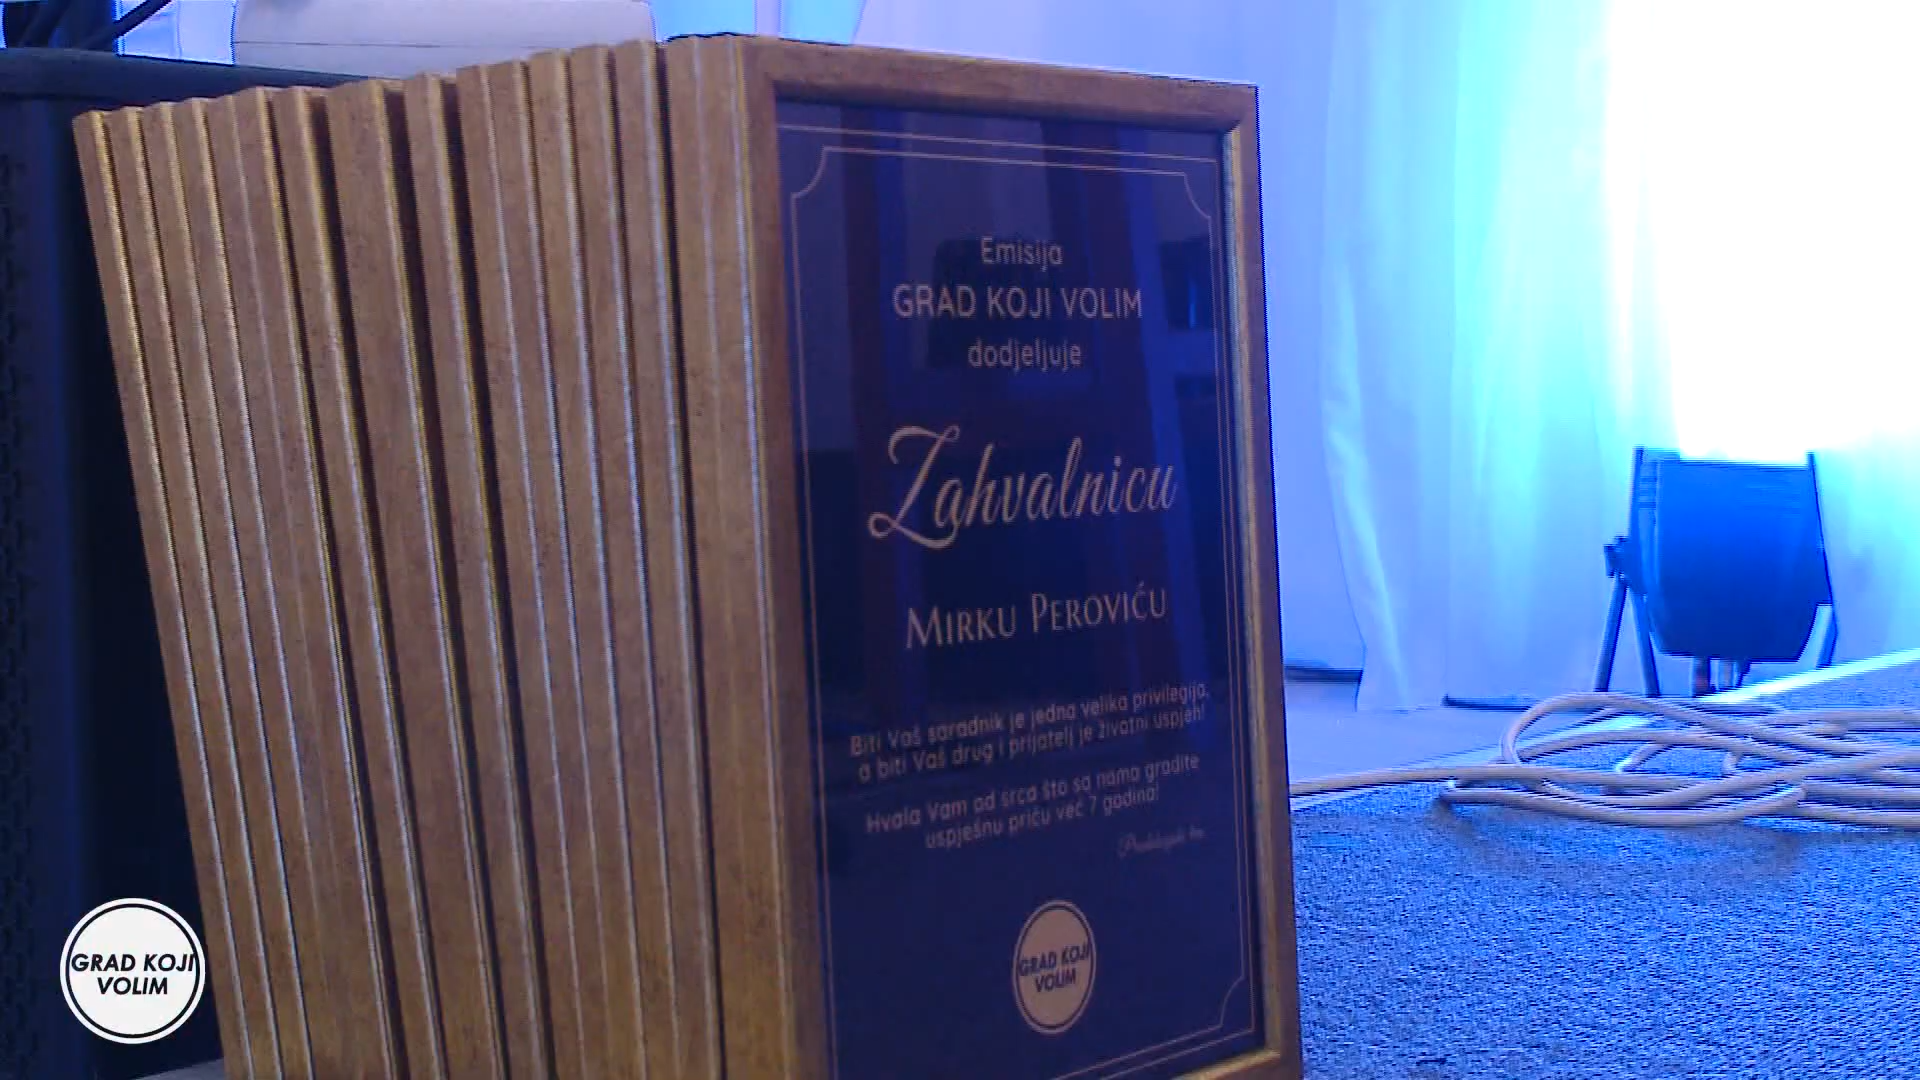 Emisija
GRAD KOJI VOLIM
dodjeljuje
Zahvalnicu
MIRKU PEROVIĆU
Biti Vaš saradnik je jedna velika privilegija,
a biti Vaš drug i prijatelj je životni uspjeh!
Hvala Vam od srca što sa nama gradite
uspješnu priču već 7 godina!
GRAD KOJI
VOLIM
GRAD KOJI
VOLIM